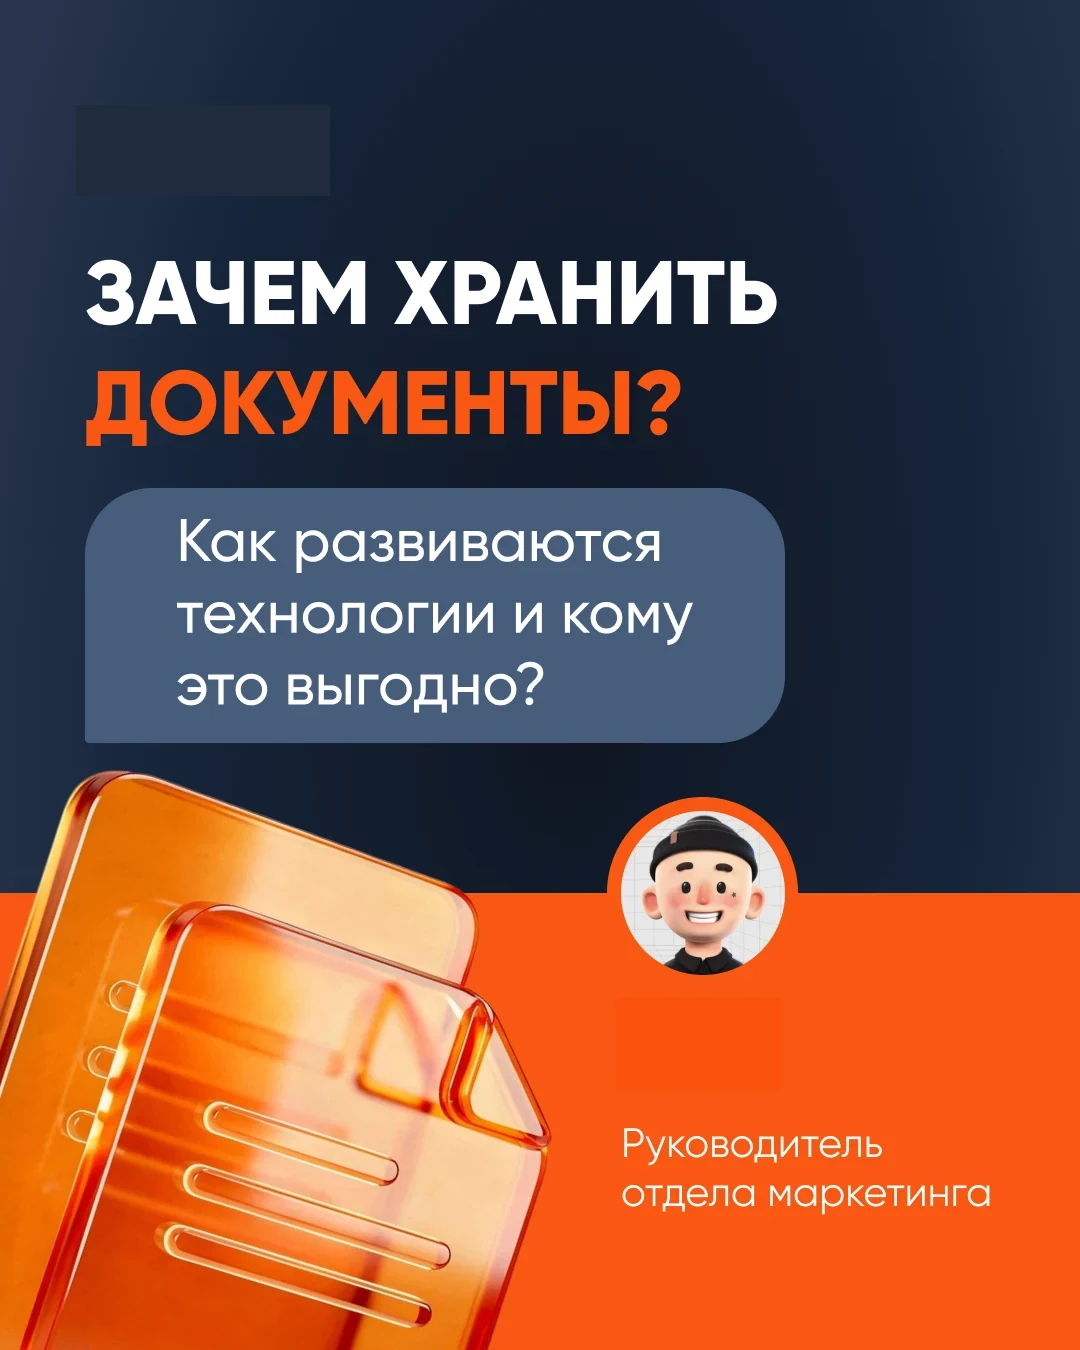 ЗАЧЕМ ХРАНИТЬ
ДОКУМЕНТЫ?
Как развиваются
технологии и кому
это выгодно?
Руководитель
отдела маркетинга